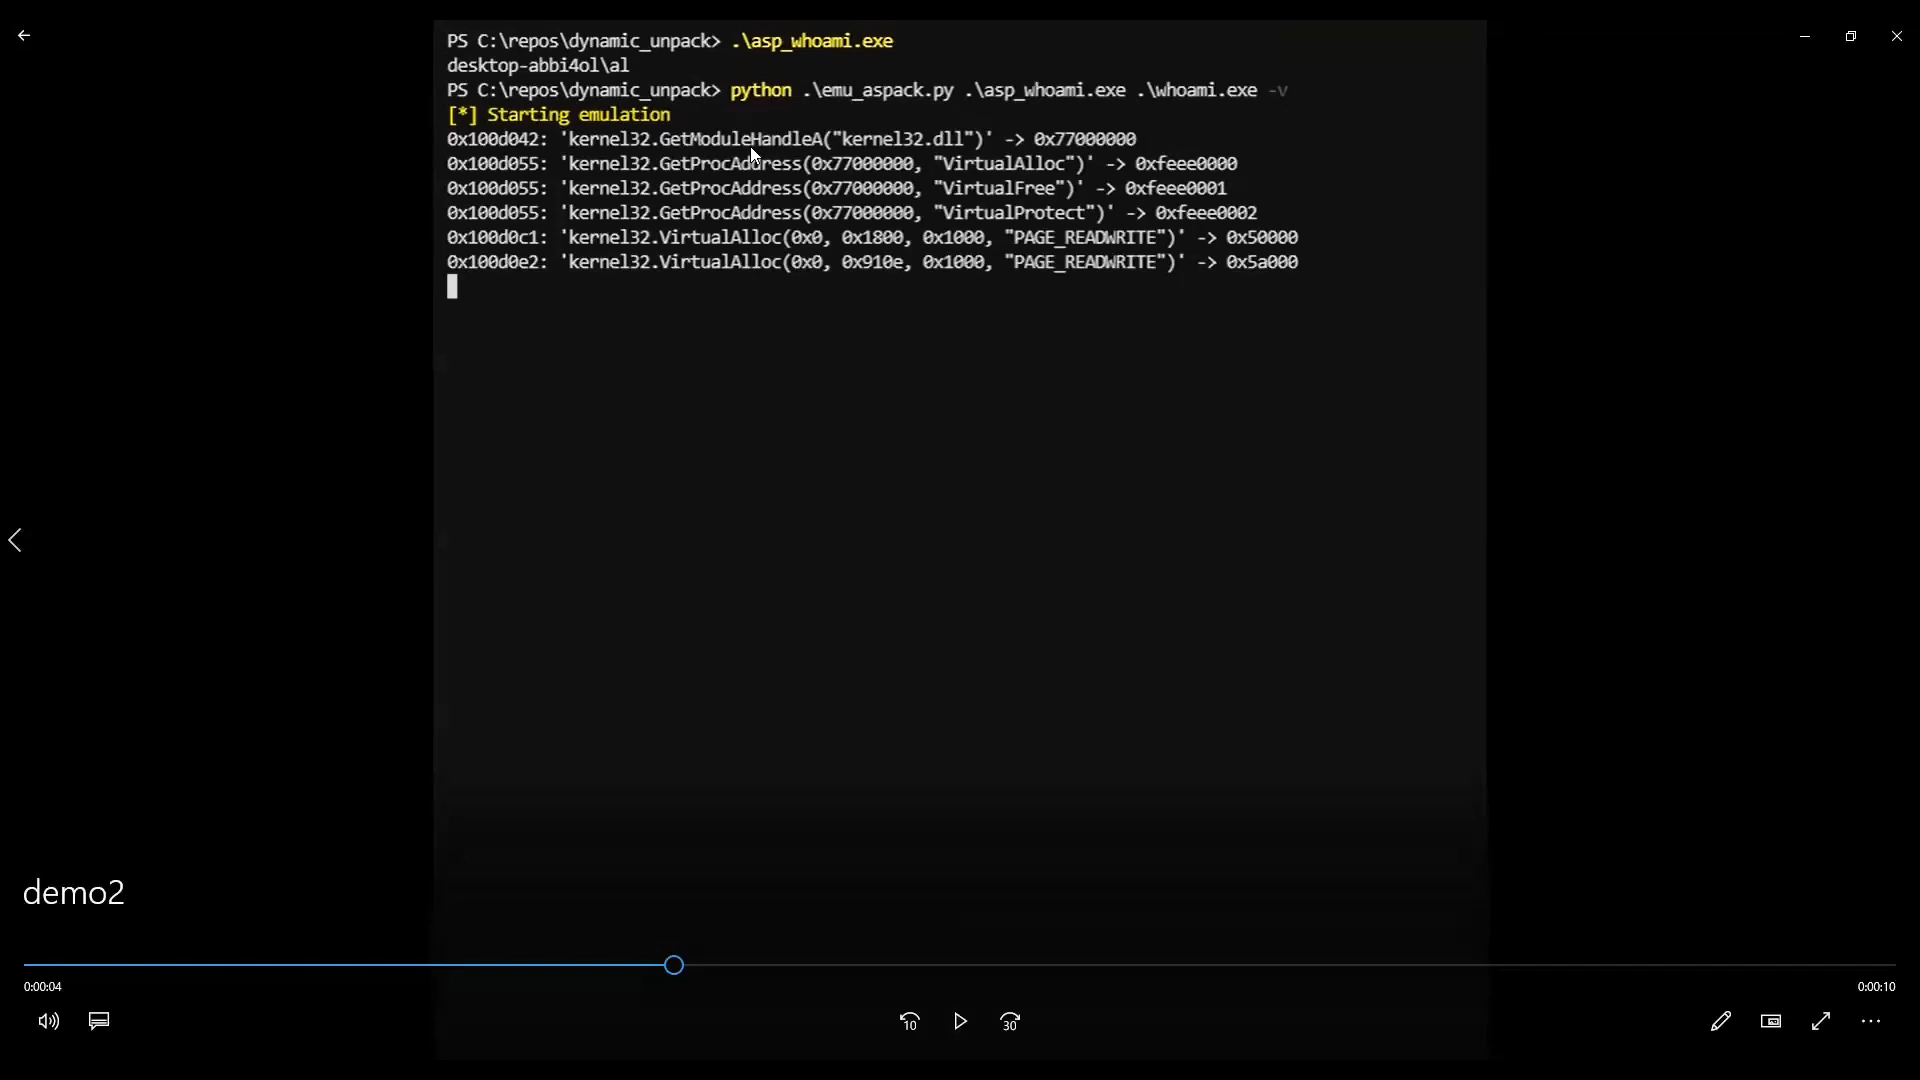 PS C:\repos\dynamic_unpack> .\asp_whoami.exe
desktop-abbi4ol\al
PS C:\repos\dynamic_unpack> python .\emu_aspack.py .\asp_whoami.exe .\whoami.exe -v
[*] Starting emulation
0x100d042: 'kernel32.GetModuleHandleA("kernel32.dll")' -> 0x77000000
0x100d055: 'kernel32.GetProcAddress(0x77000000, "VirtualAlloc")' -> 0xfeee0000
0x100d055: 'kernel32.GetProcAddress(0x77000000, "VirtualFree")' -> 0xfeee0001
0x100d055: 'kernel32.GetProcAddress(0x77000000, "VirtualProtect")' -> 0xfeee0002
0x100d0c1: 'kernel32.VirtualAlloc(0x0, 0x1800, 0x1000, "PAGE_READWRITE")' -> 0x50000
0x100d0e2: 'kernel32.VirtualAlloc(0x0, 0x910e, 0x1000, "PAGE_READWRITE")' -> 0x5a000
demo2
0:00:04
0:00:10
10
30